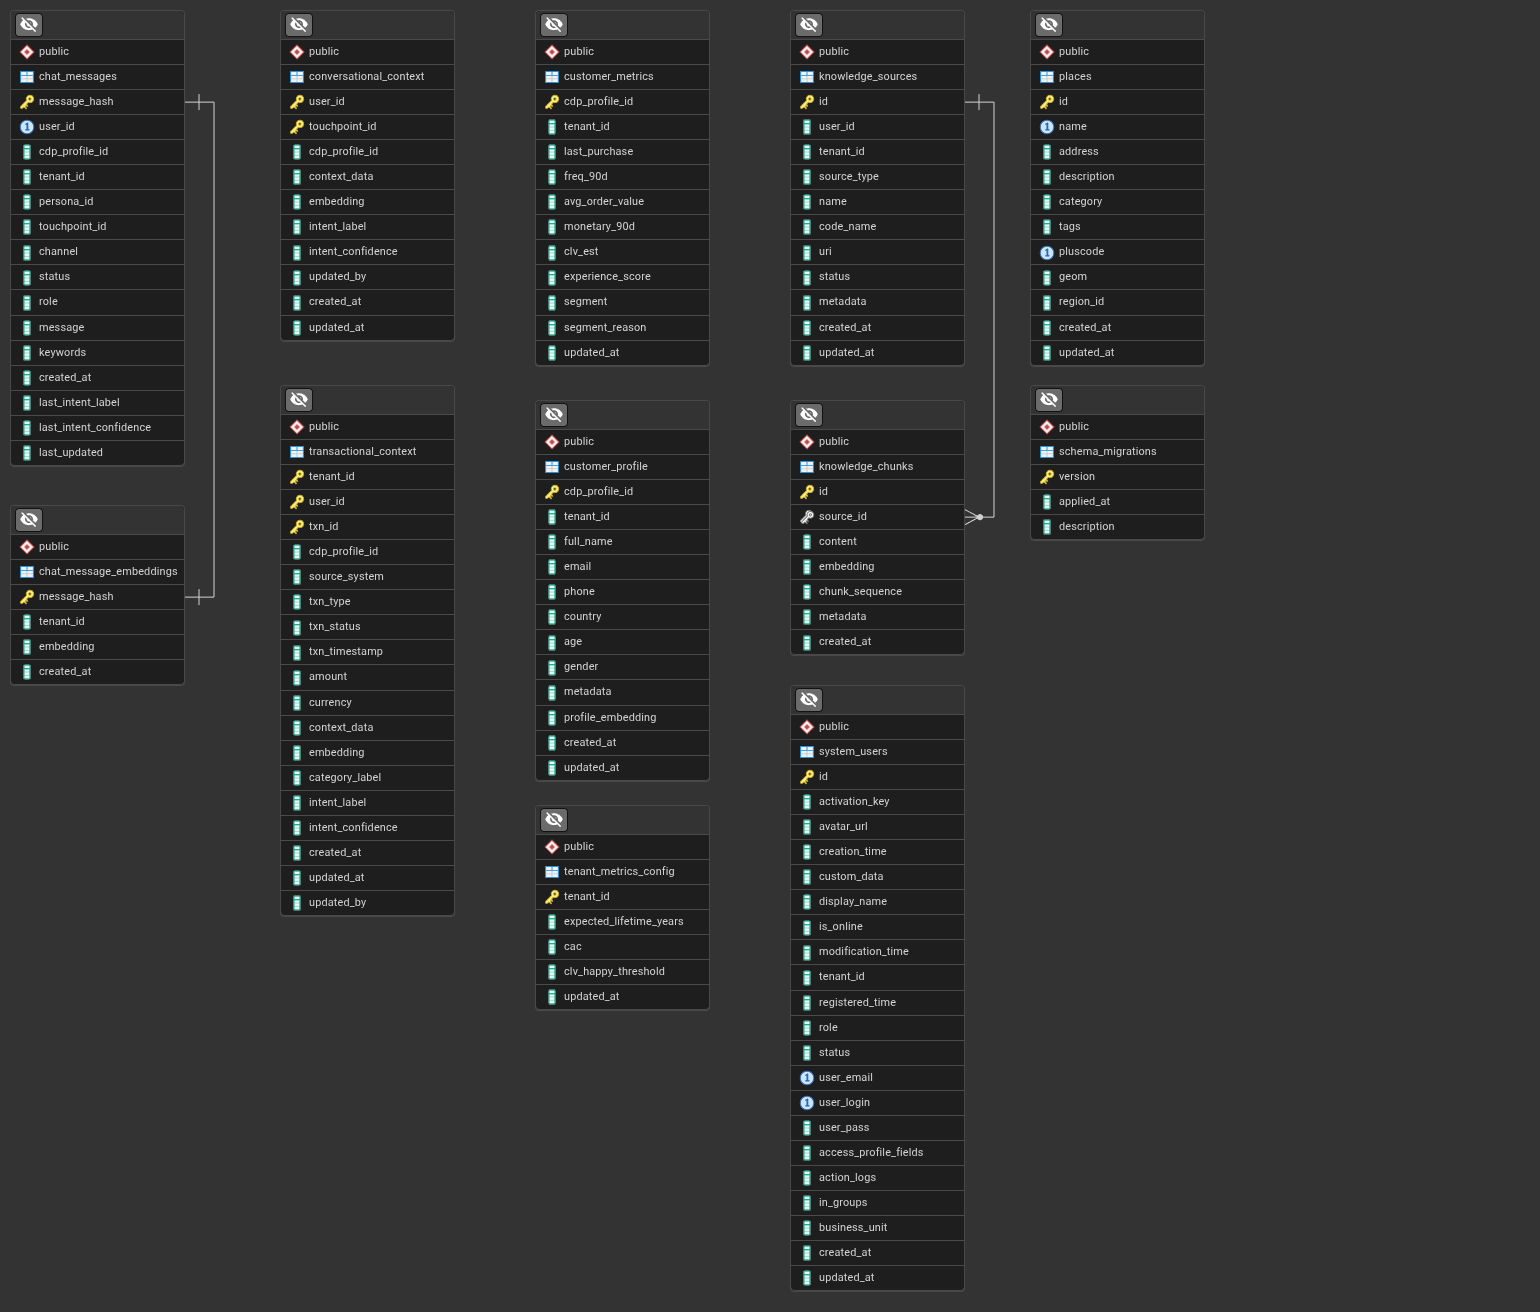 public
chat_messages
message_hash
user_id
cdp_profile_id
tenant_id
persona_id
touchpoint_id
channel
status
role
message
keywords
created_at
last_intent_label
last_intent_confidence
last_updated
public
chat_message_embeddings
message_hash
tenant_id
embedding
created_at
public
conversational_context
user_id
touchpoint_id
cdp_profile_id
context_data
embedding
intent_label
intent_confidence
updated_by
created_at
updated_at
public
transactional_context
tenant_id
user_id
txn_id
cdp_profile_id
source_system
txn_type
txn_status
txn_timestamp
amount
currency
context_data
embedding
category_label
intent_label
intent_confidence
created_at
updated_at
updated_by
public
customer_metrics
cdp_profile_id
tenant_id
last_purchase
freq_90d
avg_order_value
monetary_90d
clv_est
experience_score
segment
segment_reason
updated_at
public
customer_profile
cdp_profile_id
tenant_id
full_name
email
phone
country
age
gender
metadata
profile_embedding
created_at
updated_at
public
tenant_metrics_config
tenant_id
expected_lifetime_years
cac
clv_happy_threshold
updated_at
public
knowledge_sources
id
user_id
tenant_id
source_type
name
code_name
uri
status
metadata
created_at
updated_at
public
knowledge_chunks
id
source_id
content
embedding
chunk_sequence
metadata
created_at
public
system_users
id
activation_key
avatar_url
creation_time
custom_data
display_name
is_online
modification_time
tenant_id
registered_time
role
status
1 user_email
1 user_login
user_pass
access_profile_fields
action_logs
in_groups
business_unit
created_at
updated_at
public
places
id
1 name
address
description
category
tags
1 pluscode
geom
region_id
created_at
updated_at
public
schema_migrations
version
applied_at
description